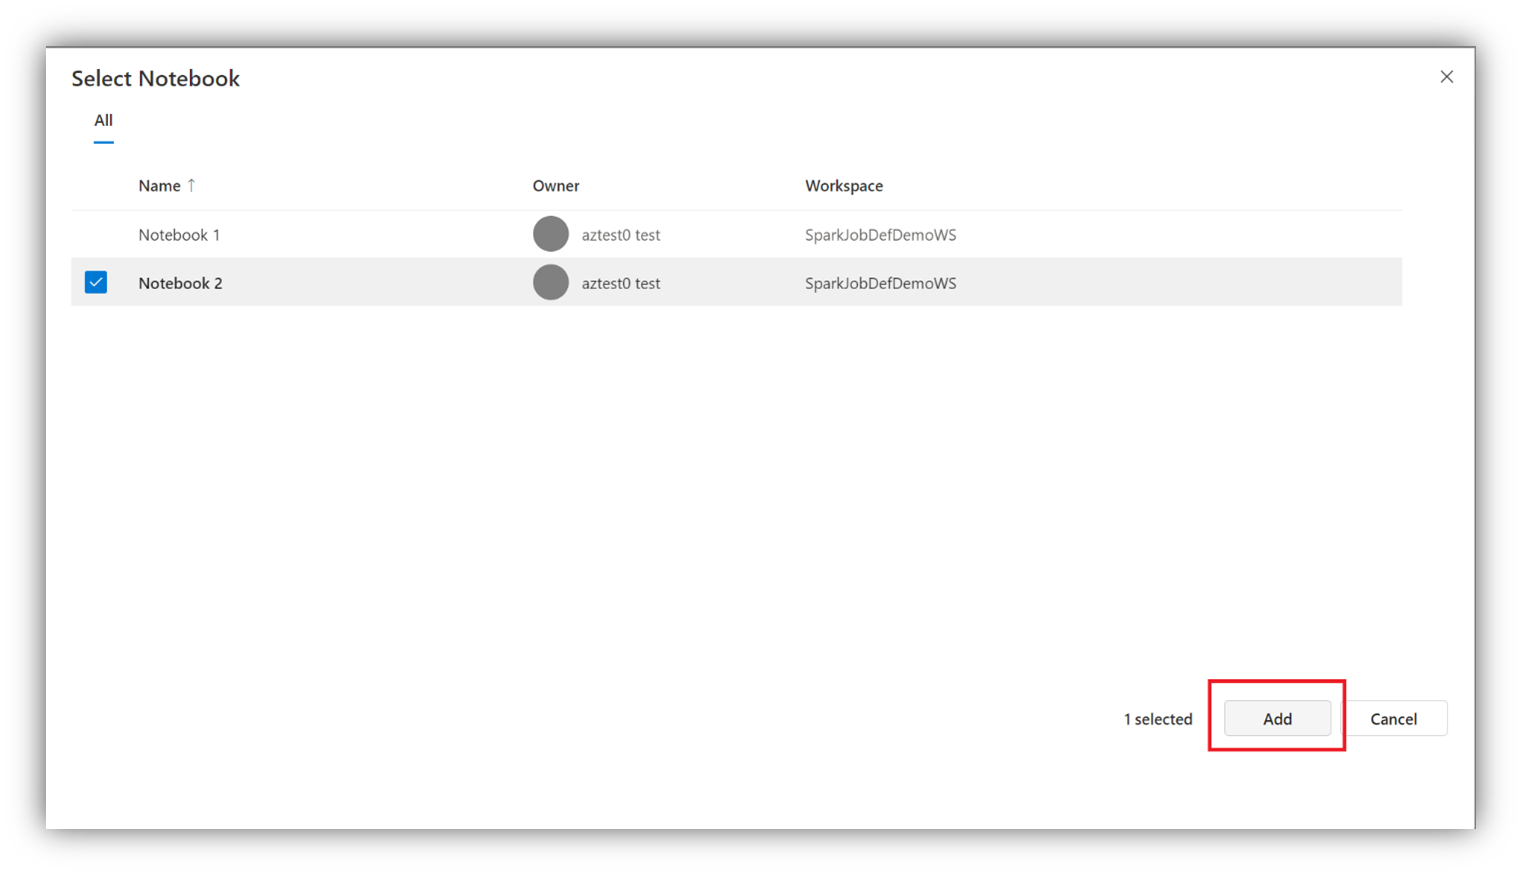 Select Notebook
All
Name ↑ Owner Workspace
Notebook 1 aztest0 test SparkJobDefDemoWS
Notebook 2 aztest0 test SparkJobDefDemoWS
1 selected Add Cancel